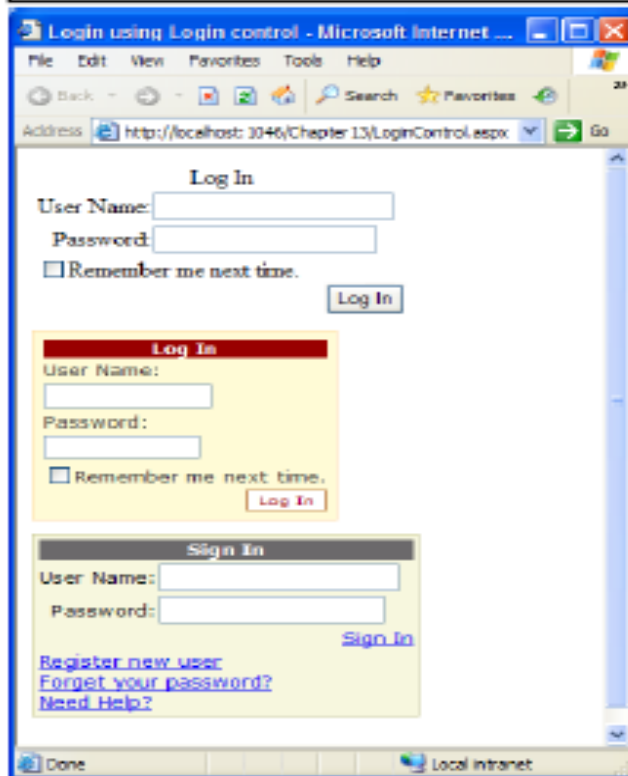 Login using Login control - Microsoft Internet ...
File Edit View Favorites Tools Help
Back Search Favorites
Address http://localhost:1046/Chapter 13/LoginControl.aspx Go
Log In
User Name:
Password:
Remember me next time.
Log In
Log In
User Name:
Password:
Remember me next time.
Log In
Sign In
User Name:
Password:
Sign In
Register new user
Forget your password?
Need Help?
Done Local intranet